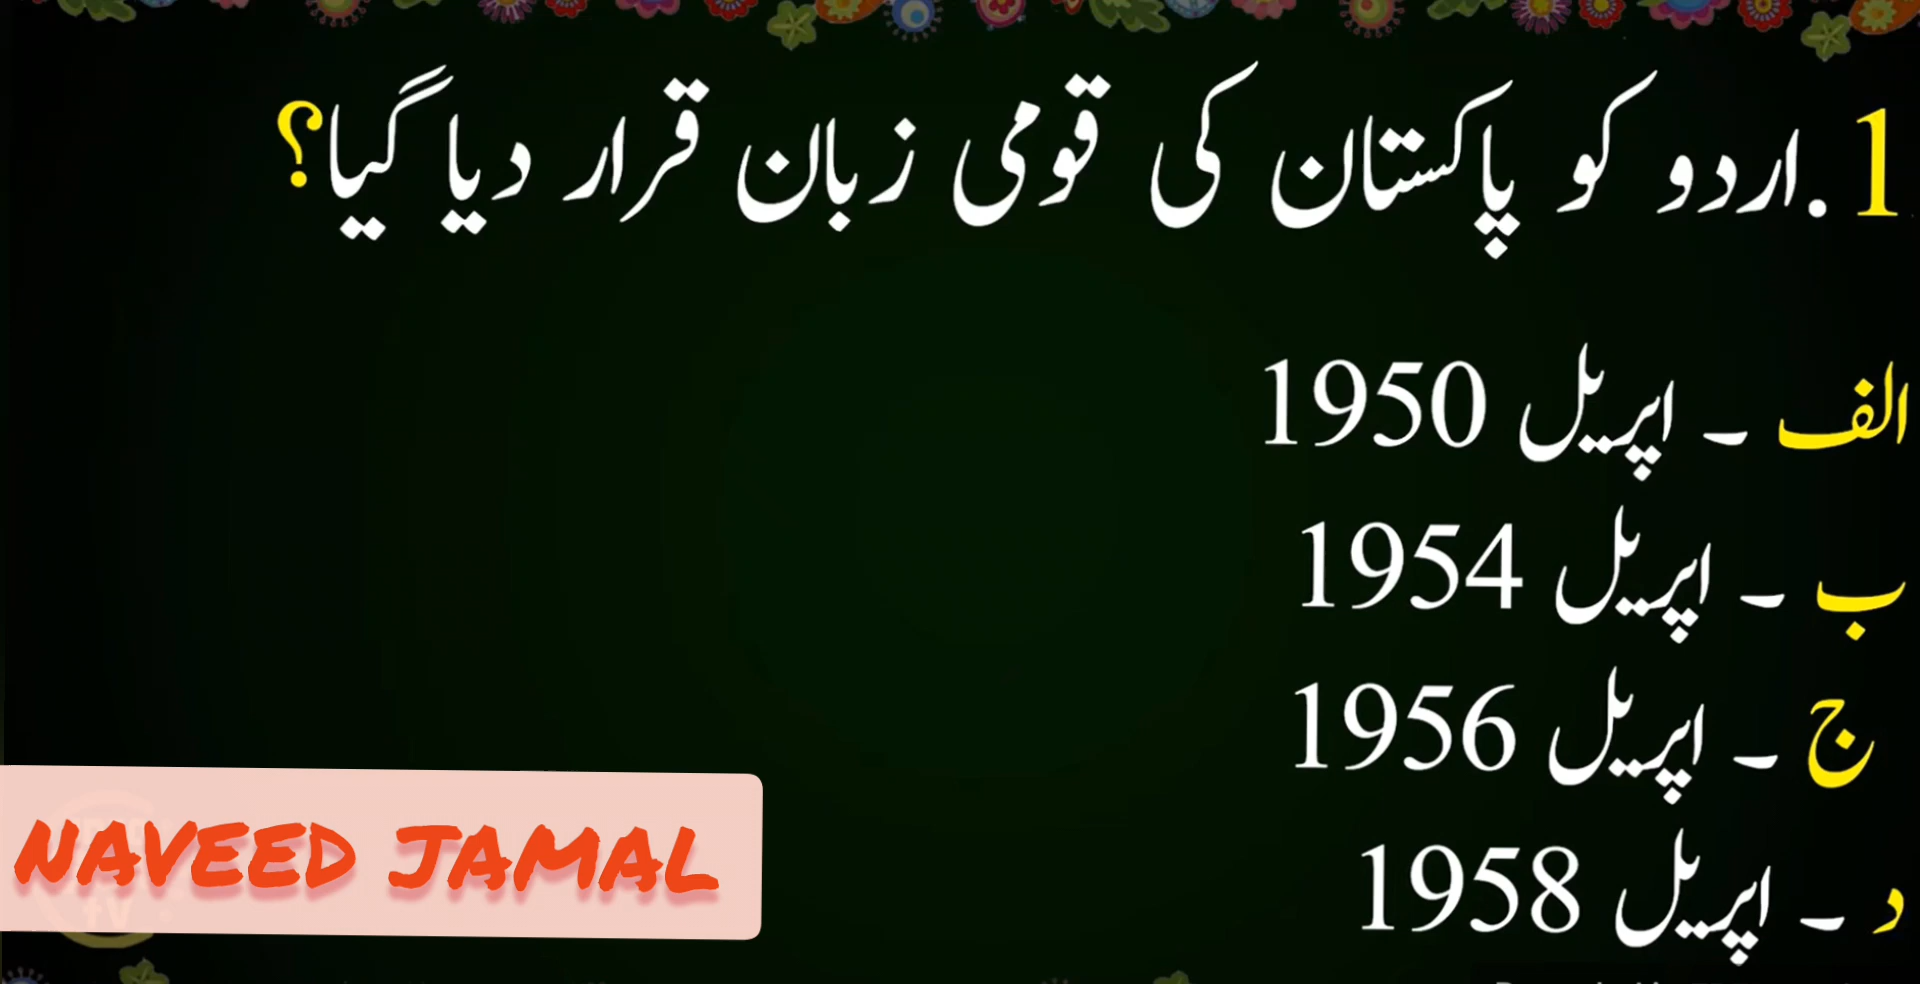 1.اردو کو پاکستان کی قومی زبان قرار دیا گیا؟
الف ۔ اپریل 1950
ب ۔ اپریل 1954
ج ۔ اپریل 1956
د ۔ اپریل 1958
NAVEED JAMAL